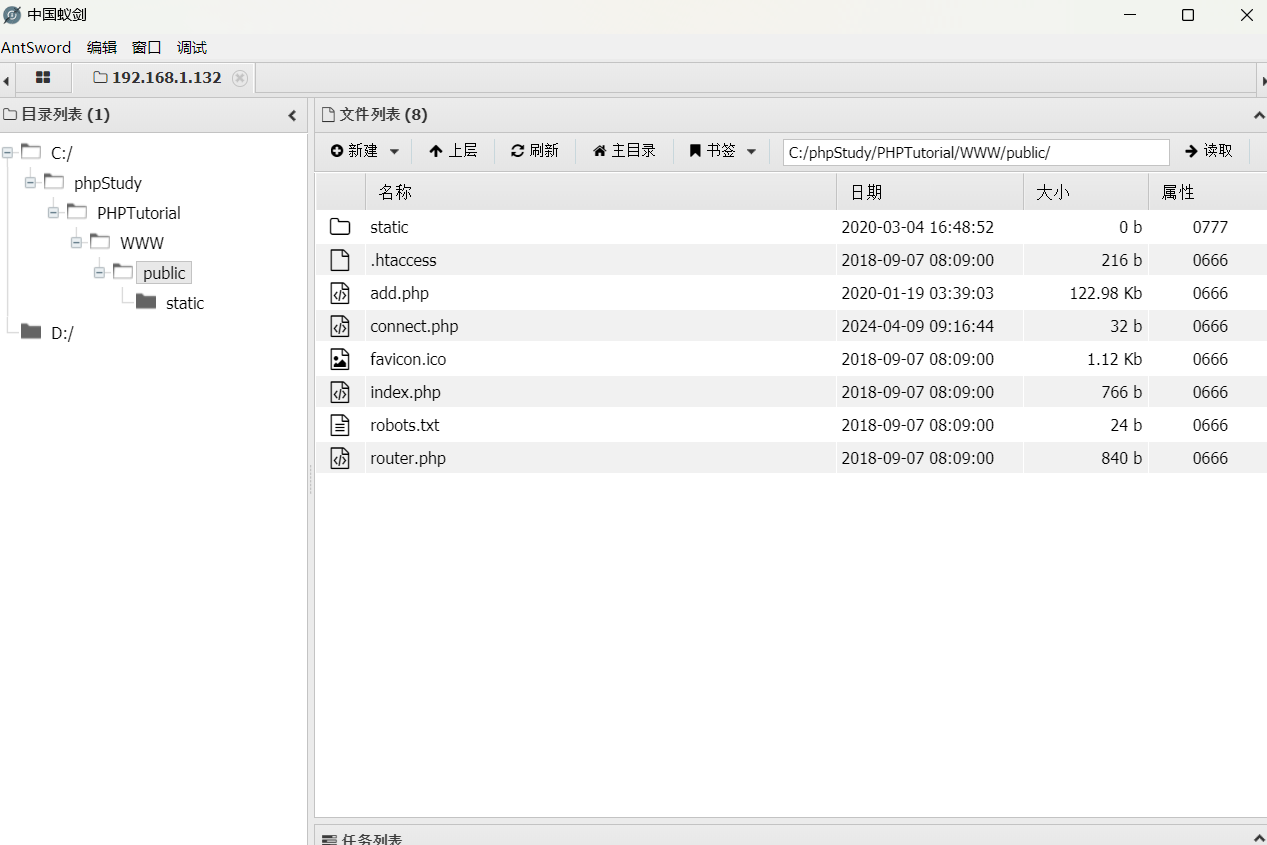 中国蚁剑
AntSword 编辑 窗口 调试
192.168.1.132
目录列表 (1)
文件列表 (8)
新建 上层 刷新 主目录 书签 C:/phpStudy/PHPTutorial/WWW/public/ 读取
C:/
phpStudy
PHPTutorial
WWW
public
static
D:/
名称 日期 大小 属性
static 2020-03-04 16:48:52 0 b 0777
.htaccess 2018-09-07 08:09:00 216 b 0666
add.php 2020-01-19 03:39:03 122.98 Kb 0666
connect.php 2024-04-09 09:16:44 32 b 0666
favicon.ico 2018-09-07 08:09:00 1.12 Kb 0666
index.php 2018-09-07 08:09:00 766 b 0666
robots.txt 2018-09-07 08:09:00 24 b 0666
router.php 2018-09-07 08:09:00 840 b 0666
任务列表